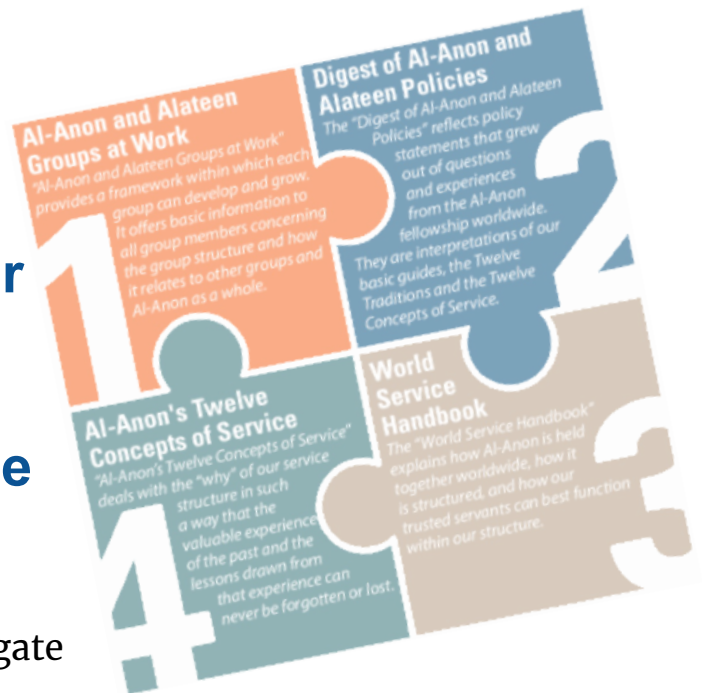 Al-Anon and Alateen
Groups at Work
"Al-Anon and Alateen Groups at Work"
provides a framework within which each
group can develop and grow.
It offers basic information to
all group members concerning
the group structure and how
it relates to other groups and
Al-Anon as a whole.
1
Digest of Al-Anon and
Alateen Policies
The "Digest of Al-Anon and Alateen
Policies" reflects policy
statements that grew
out of questions
and experiences
from the Al-Anon
fellowship worldwide.
They are interpretations of our
basic guides, the Twelve
Traditions and the Twelve
Concepts of Service.
2
r
Al-Anon's Twelve
Concepts of Service
"Al-Anon's Twelve Concepts of Service"
deals with the "why" of our service
structure in such
a way that the
valuable experience
of the past and the
lessons drawn from
that experience can
never be forgotten or lost.
4
World
Service
Handbook
The "World Service Handbook"
explains how Al-Anon is held
together worldwide, how it
is structured, and how our
trusted servants can best function
within our structure.
3
e
gate